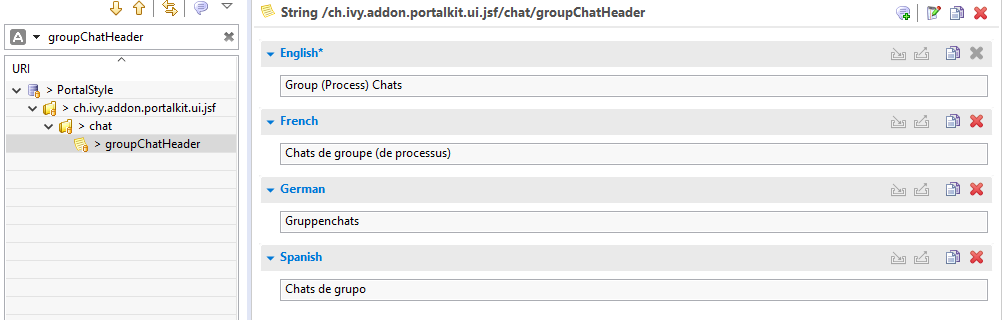 groupChatHeader
URI
> PortalStyle
> ch.ivy.addon.portalkit.ui.jsf
> chat
> groupChatHeader
String /ch.ivy.addon.portalkit.ui.jsf/chat/groupChatHeader
English*
Group (Process) Chats
French
Chats de groupe (de processus)
German
Gruppenchats
Spanish
Chats de grupo